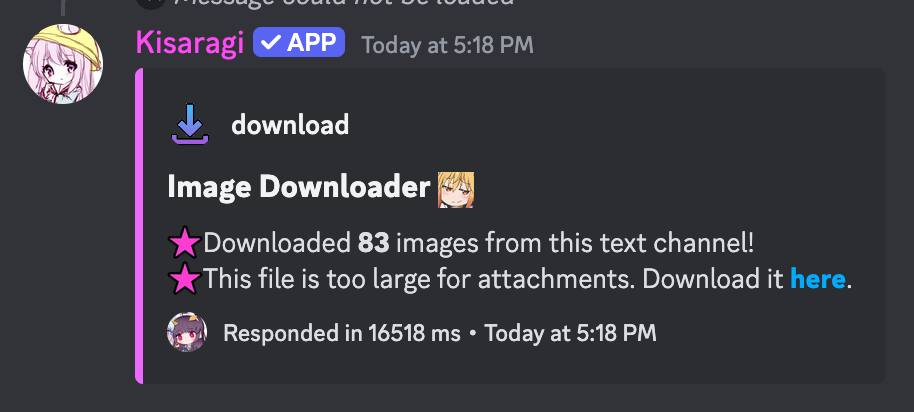 Message could not be loaded
Kisaragi APP Today at 5:18 PM
download
Image Downloader
Downloaded 83 images from this text channel!
This file is too large for attachments. Download it here.
Responded in 16518 ms • Today at 5:18 PM